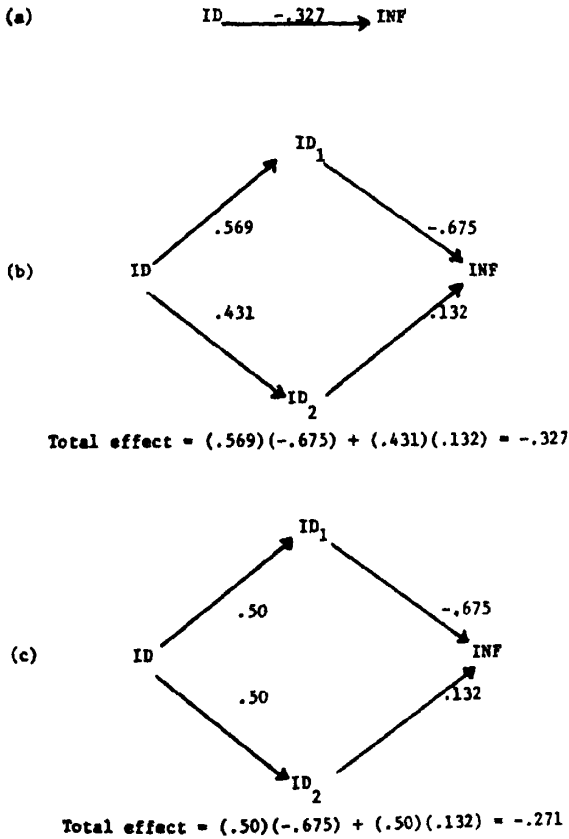 (a) ID -.327 INF
ID1
.569 -.675
(b) ID INF
.431 .132
ID2
Total effect = (.569)(-.675) + (.431)(.132) = -.327
ID1
.50 -.675
(c) ID INF
.50 .132
ID2
Total effect = (.50)(-.675) + (.50)(.132) = -.271